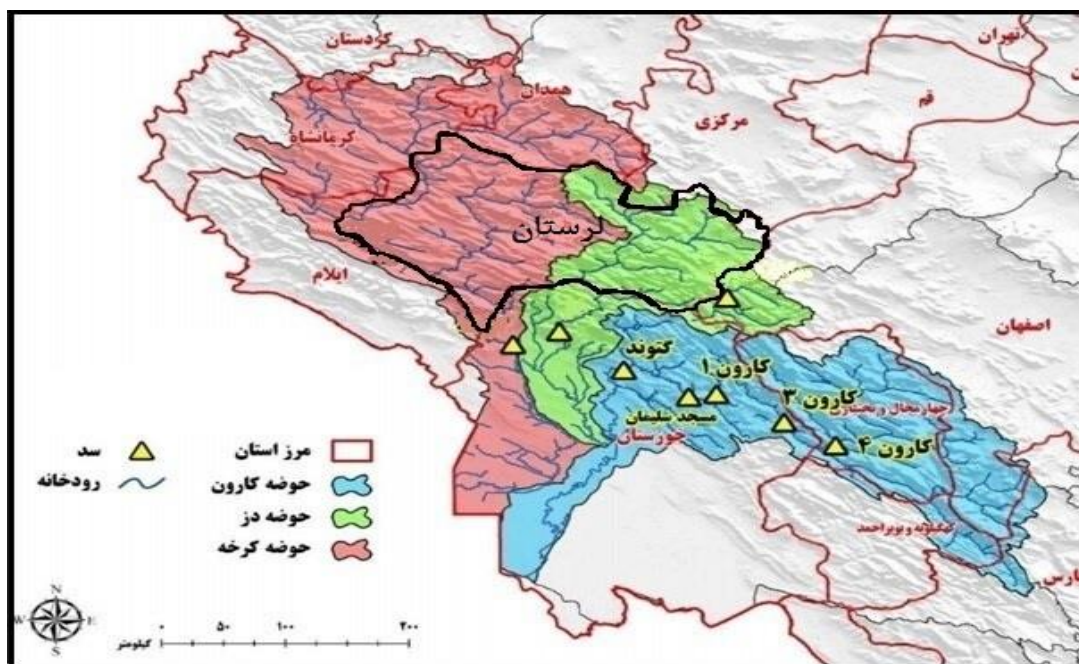 کردستان
تهران
همدان
قم
مرکزی
کرمانشاه
لرستان
ایلام
اصفهان
گتوند
کارون ۱
کارون ۳
چهارمحال و بختیاری
مسجد سلیمان
خوزستان
کارون ۴
کهگیلویه و بویراحمد
فارس
مرز استان
سد
حوضه کارون
رودخانه
حوضه دز
حوضه کرخه
N
W
E
S
۰ ۵۰ ۱۰۰ ۲۰۰
کیلومتر